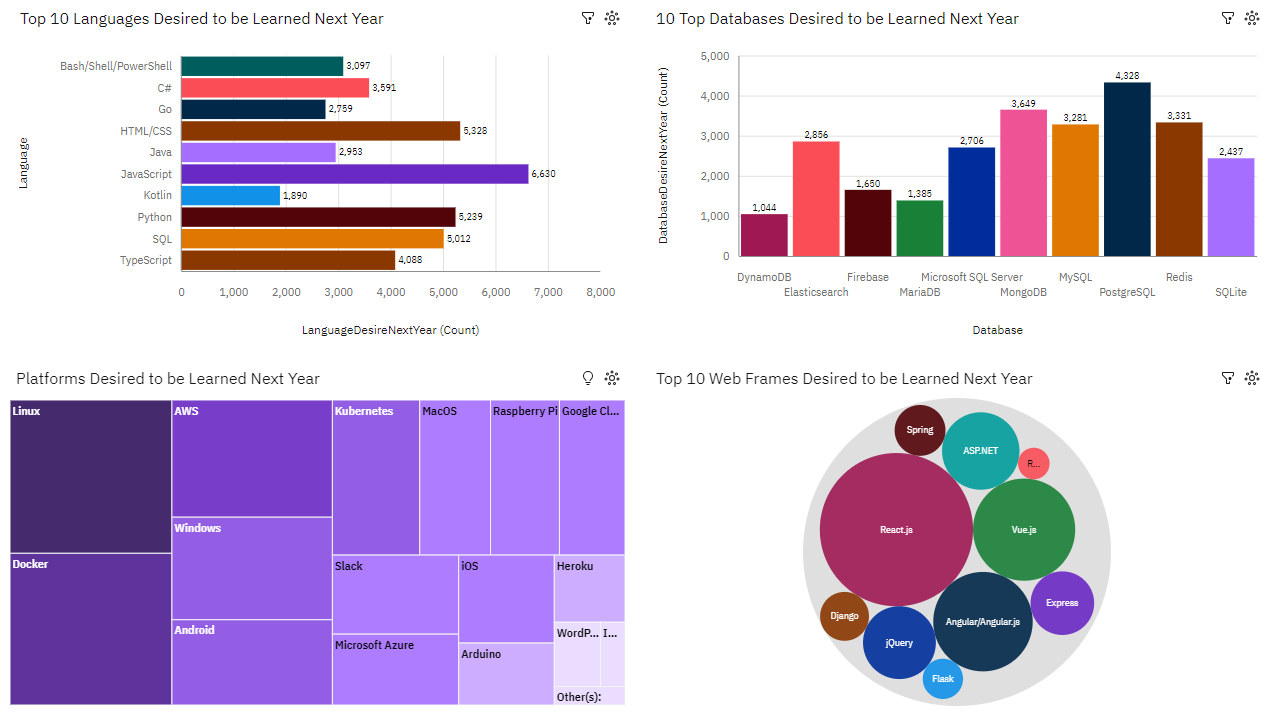 Top 10 Languages Desired to be Learned Next Year
Language
Bash/Shell/PowerShell 3,097
C# 3,591
Go 2,759
HTML/CSS 5,328
Java 2,953
JavaScript 6,630
Kotlin 1,890
Python 5,239
SQL 5,012
TypeScript 4,088
0 1,000 2,000 3,000 4,000 5,000 6,000 7,000 8,000
LanguageDesireNextYear (Count)
10 Top Databases Desired to be Learned Next Year
DatabaseDesireNextYear (Count)
5,000
4,000
3,000
2,000
1,000
0
1,044 2,856 1,650 1,385 2,706 3,649 3,281 4,328 3,331 2,437
DynamoDB Firebase Microsoft SQL Server MySQL Redis
Elasticsearch MariaDB MongoDB PostgreSQL SQLite
Database
Platforms Desired to be Learned Next Year
Linux AWS Kubernetes MacOS Raspberry Pi Google Cl...
Windows
Docker Slack iOS Heroku
Android WordP... I...
Microsoft Azure Arduino
Other(s):
Top 10 Web Frames Desired to be Learned Next Year
Spring
ASP.NET
R...
React.js Vue.js
Express
Django Angular/Angular.js
jQuery
Flask